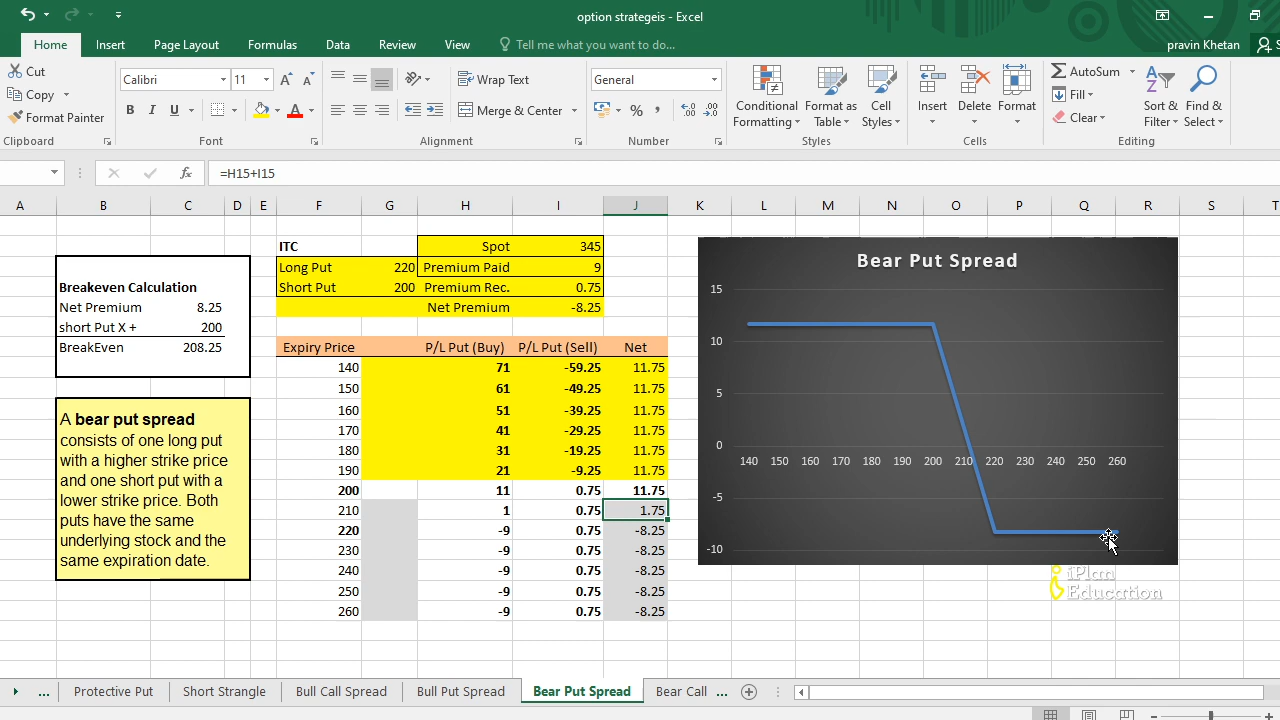 option strategeis - Excel
Home Insert Page Layout Formulas Data Review View Tell me what you want to do... pravin Khetan S
Cut
Copy
Format Painter
Clipboard
Calibri 11
B I U
Font
Wrap Text
Merge & Center
Alignment
General
Number
Conditional Formatting
Format as Table
Cell Styles
Styles
Insert Delete Format
Cells
AutoSum
Fill
Clear
Sort & Filter
Find & Select
Editing
fx =H15+I15
A B C D E F G H I J K L M N O P Q R S T
ITC Spot 345
Long Put 220 Premium Paid 9
Short Put 200 Premium Rec. 0.75
Net Premium -8.25
Breakeven Calculation
Net Premium 8.25
short Put X + 200
BreakEven 208.25
A bear put spread
consists of one long put
with a higher strike price
and one short put with a
lower strike price. Both
puts have the same
underlying stock and the
same expiration date.
Expiry Price P/L Put (Buy) P/L Put (Sell) Net
140 71 -59.25 11.75
150 61 -49.25 11.75
160 51 -39.25 11.75
170 41 -29.25 11.75
180 31 -19.25 11.75
190 21 -9.25 11.75
200 11 0.75 11.75
210 1 0.75 1.75
220 -9 0.75 -8.25
230 -9 0.75 -8.25
240 -9 0.75 -8.25
250 -9 0.75 -8.25
260 -9 0.75 -8.25
Bear Put Spread
15
10
5
0
140 150 160 170 180 190 200 210 220 230 240 250 260
-5
-10
iPlan
Education
... Protective Put Short Strangle Bull Call Spread Bull Put Spread Bear Put Spread Bear Call ...